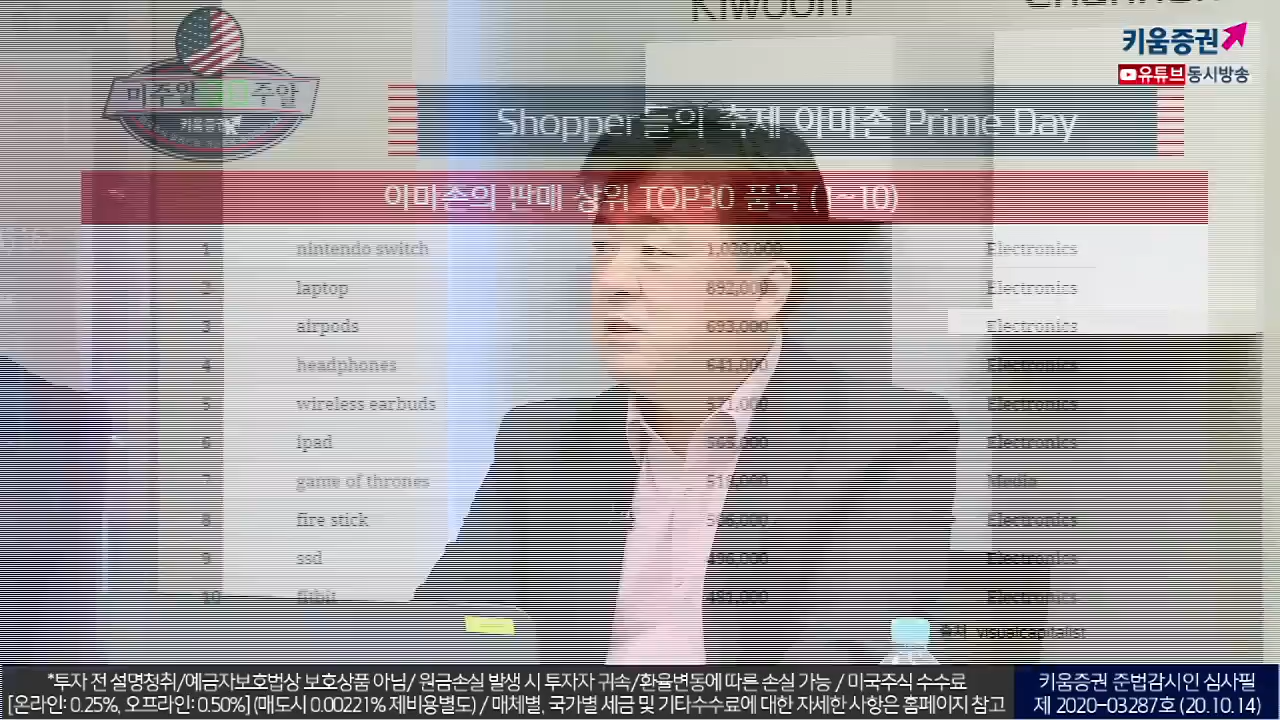 Kiwoom
키움증권
유튜브 동시방송
미주알 주안
키움증권
Shopper들의 축제 아마존 Prime Day
아마존의 판매 상위 TOP30 품목 (1~10)
1 nintendo switch Electronics
2 laptop 892,000 Electronics
3 airpods 693,000 Electronics
4 headphones 641,000 Electronics
5 wireless earbuds Electronics
6 ipad 565,000 Electronics
7 game of thrones Media
8 fire stick Electronics
9 ssd 496,000 Electronics
10 fitbit 481,000 Electronics
출처 visualcapitalist
*투자 전 설명청취/예금자보호법상 보호상품 아님/ 원금손실 발생 시 투자자 귀속/환율변동에 따른 손실 가능 / 미국주식 수수료
[온라인: 0.25%, 오프라인: 0.50%] (매도시 0.00221% 제비용별도) / 매체별, 국가별 세금 및 기타수수료에 대한 자세한 사항은 홈페이지 참고
키움증권 준법감시인 심사필
제 2020-03287호 (20.10.14)